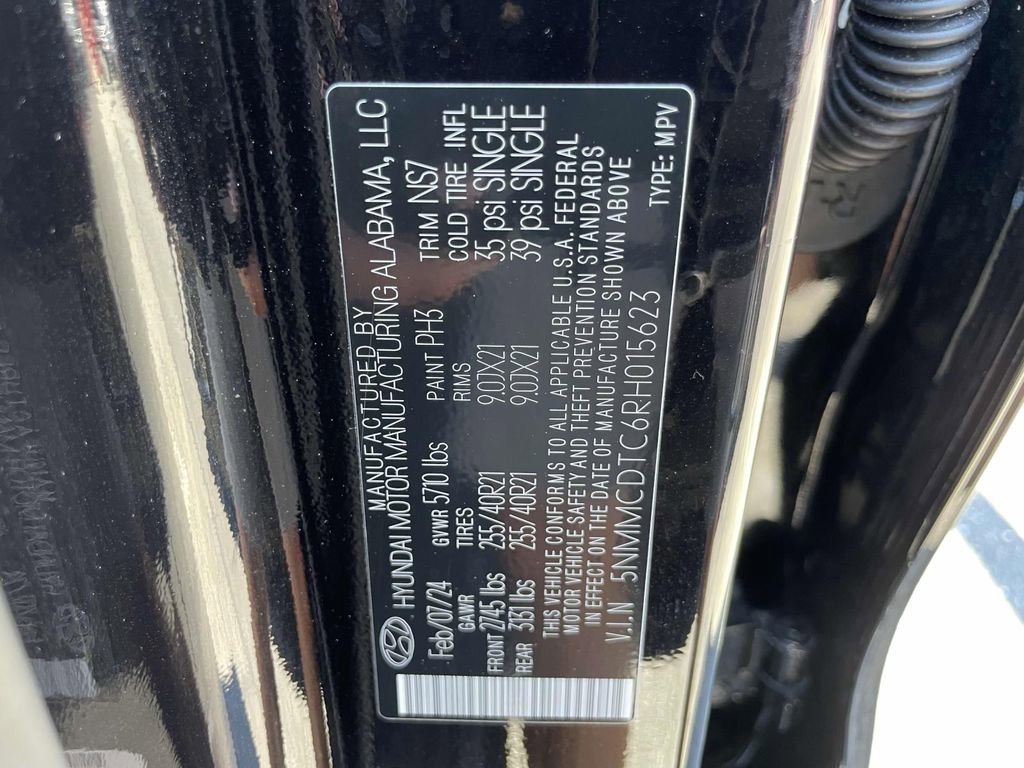 MANUFACTURED BY
HYUNDAI MOTOR MANUFACTURING ALABAMA, LLC
Feb/07/24 GVWR 5710 lbs PAINT PH3 TRIM NS7
GAWR TIRES RIMS COLD TIRE INFL
FRONT 2745 lbs 255/40R21 9.0JX21 35 psi SINGLE
REAR 3131 lbs 255/40R21 9.0JX21 39 psi SINGLE
THIS VEHICLE CONFORMS TO ALL APPLICABLE U.S.A. FEDERAL
MOTOR VEHICLE SAFETY AND THEFT PREVENTION STANDARDS
IN EFFECT ON THE DATE OF MANUFACTURE SHOWN ABOVE
V.I.N 5NMMCDTC6RH015623 TYPE: MPV